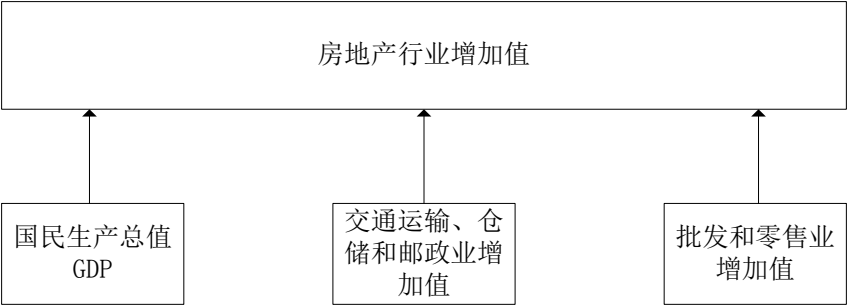 房地产行业增加值
国民生产总值
GDP
交通运输、仓
储和邮政业增
加值
批发和零售业
增加值